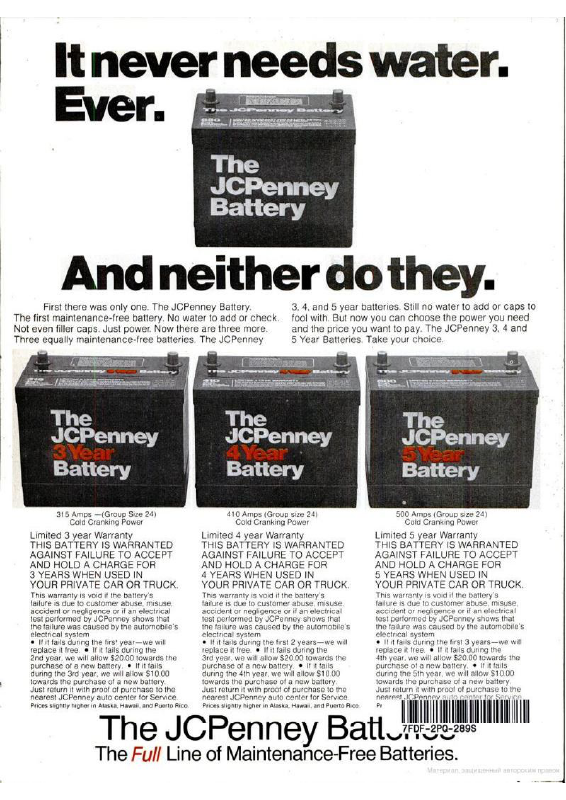 It never needs water.
Ever.
The JCPenney Battery
The
JCPenney
Battery
And neither do they.
First there was only one. The JCPenney Battery.
The first maintenance-free battery. No water to add or check.
Not even filler caps. Just power. Now there are three more.
Three equally maintenance-free batteries. The JCPenney
3, 4, and 5 year batteries. Still no water to add or caps to
fool with. But now you can choose the power you need
and the price you want to pay. The JCPenney 3, 4 and
5 Year Batteries. Take your choice.
The
JCPenney
3 Year
Battery
315 Amps —(Group Size 24)
Cold Cranking Power
Limited 3 year Warranty
THIS BATTERY IS WARRANTED
AGAINST FAILURE TO ACCEPT
AND HOLD A CHARGE FOR
3 YEARS WHEN USED IN
YOUR PRIVATE CAR OR TRUCK.
This warranty is void if the battery's
failure is due to customer abuse, misuse,
accident or negligence or if an electrical
test performed by JCPenney shows that
the failure was caused by the automobile's
electrical system
• If it fails during the first year—we will
replace it free. • If it fails during the
2nd year, we will allow $20.00 towards the
purchase of a new battery. • If it fails
during the 3rd year, we will allow $10.00
towards the purchase of a new battery.
Just return it with proof of purchase to the
nearest JCPenney auto center for Service.
Prices slightly higher in Alaska, Hawaii, and Puerto Rico.
The
JCPenney
4 Year
Battery
410 Amps (Group size 24)
Cold Cranking Power
Limited 4 year Warranty
THIS BATTERY IS WARRANTED
AGAINST FAILURE TO ACCEPT
AND HOLD A CHARGE FOR
4 YEARS WHEN USED IN
YOUR PRIVATE CAR OR TRUCK.
This warranty is void if the battery's
failure is due to customer abuse, misuse,
accident or negligence or if an electrical
test performed by JCPenney shows that
the failure was caused by the automobile's
electrical system
• If it fails during the first 2 years—we will
replace it free. • If it fails during the
3rd year, we will allow $20.00 towards the
purchase of a new battery. • If it fails
during the 4th year, we will allow $10.00
towards the purchase of a new battery.
Just return it with proof of purchase to the
nearest JCPenney auto center for Service.
Prices slightly higher in Alaska, Hawaii, and Puerto Rico.
The
JCPenney
5 Year
Battery
500 Amps (Group size 24)
Cold Cranking Power
Limited 5 year Warranty
THIS BATTERY IS WARRANTED
AGAINST FAILURE TO ACCEPT
AND HOLD A CHARGE FOR
5 YEARS WHEN USED IN
YOUR PRIVATE CAR OR TRUCK.
This warranty is void if the battery's
failure is due to customer abuse, misuse,
accident or negligence or if an electrical
test performed by JCPenney shows that
the failure was caused by the automobile's
electrical system
• If it fails during the first 3 years—we will
replace it free. • If it fails during the
4th year, we will allow $20.00 towards the
purchase of a new battery. • If it fails
during the 5th year, we will allow $10.00
towards the purchase of a new battery.
Just return it with proof of purchase to the
nearest JCPenney auto center for Service.
Pr
7FDF-2PQ-289S
The JCPenney Batt
The Full Line of Maintenance-Free Batteries.
Материал, защищенный авторским правом